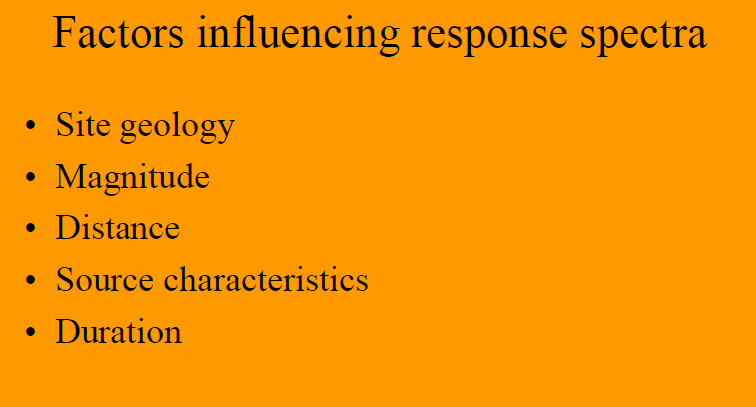 Factors influencing response spectra
• Site geology
• Magnitude
• Distance
• Source characteristics
• Duration